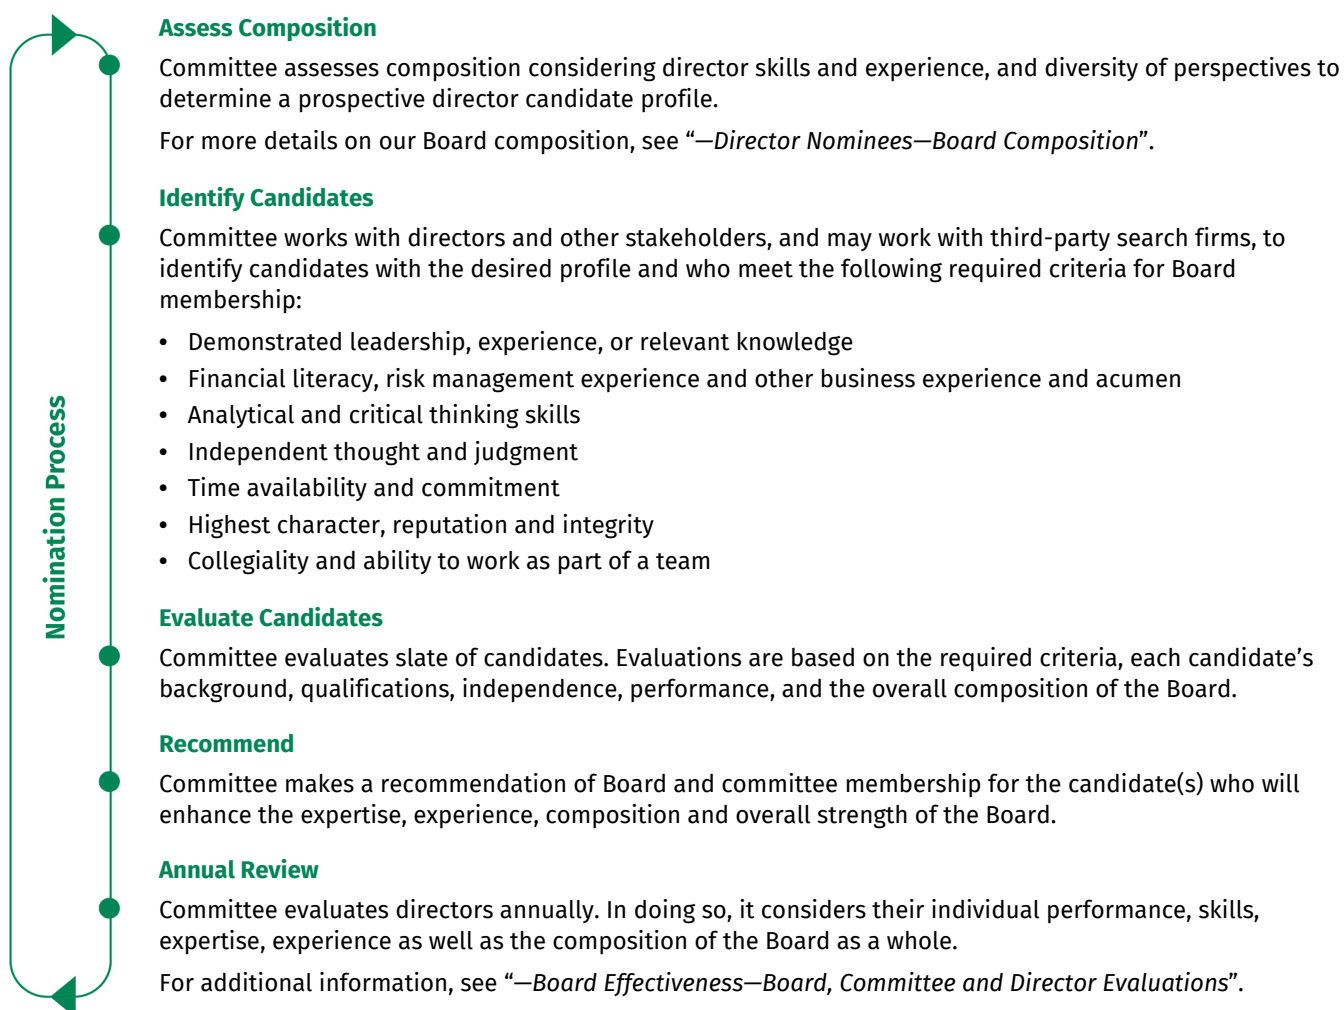 Nomination Process
Assess Composition
Committee assesses composition considering director skills and experience, and diversity of perspectives to
determine a prospective director candidate profile.
For more details on our Board composition, see “—Director Nominees—Board Composition”.
Identify Candidates
Committee works with directors and other stakeholders, and may work with third-party search firms, to
identify candidates with the desired profile and who meet the following required criteria for Board
membership:
• Demonstrated leadership, experience, or relevant knowledge
• Financial literacy, risk management experience and other business experience and acumen
• Analytical and critical thinking skills
• Independent thought and judgment
• Time availability and commitment
• Highest character, reputation and integrity
• Collegiality and ability to work as part of a team
Evaluate Candidates
Committee evaluates slate of candidates. Evaluations are based on the required criteria, each candidate’s
background, qualifications, independence, performance, and the overall composition of the Board.
Recommend
Committee makes a recommendation of Board and committee membership for the candidate(s) who will
enhance the expertise, experience, composition and overall strength of the Board.
Annual Review
Committee evaluates directors annually. In doing so, it considers their individual performance, skills,
expertise, experience as well as the composition of the Board as a whole.
For additional information, see “—Board Effectiveness—Board, Committee and Director Evaluations”.